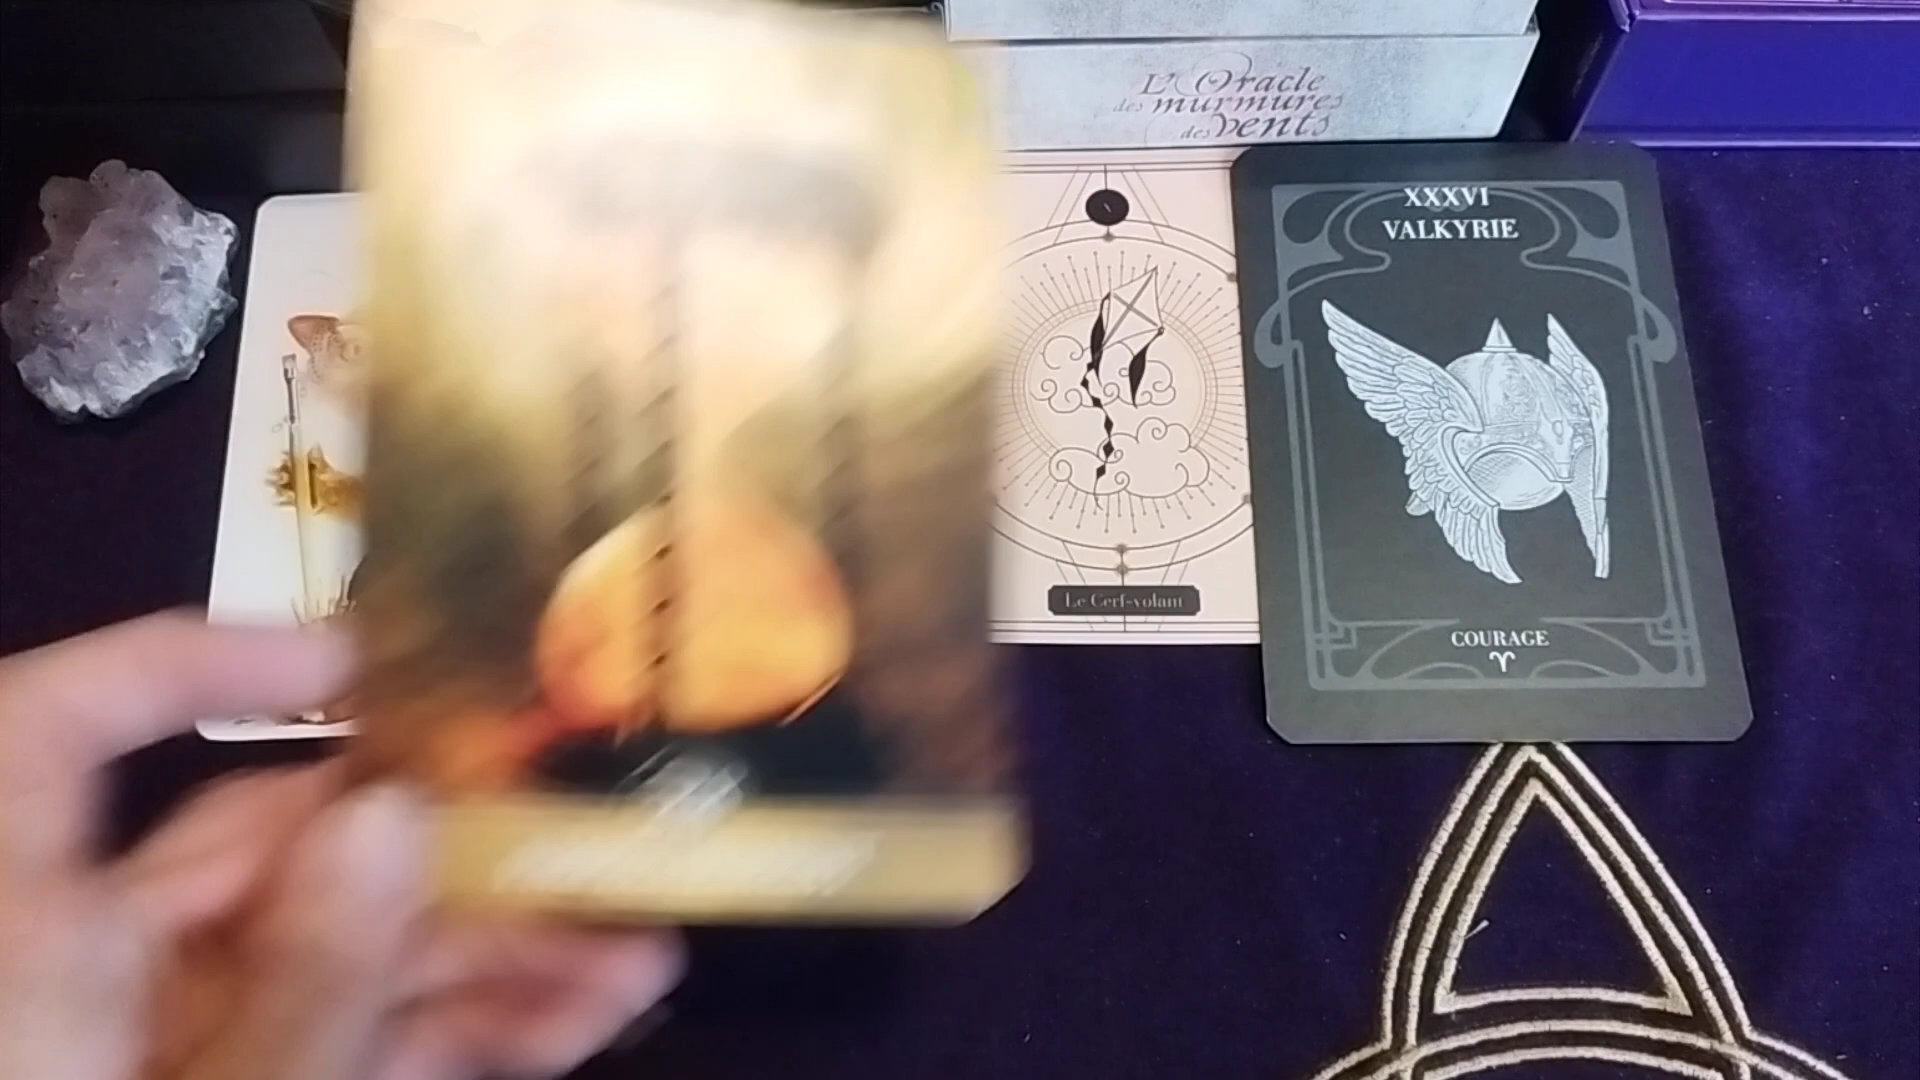 L'Oracle
des murmures
des vents
XXXVI
VALKYRIE
Le Cerf-volant
COURAGE